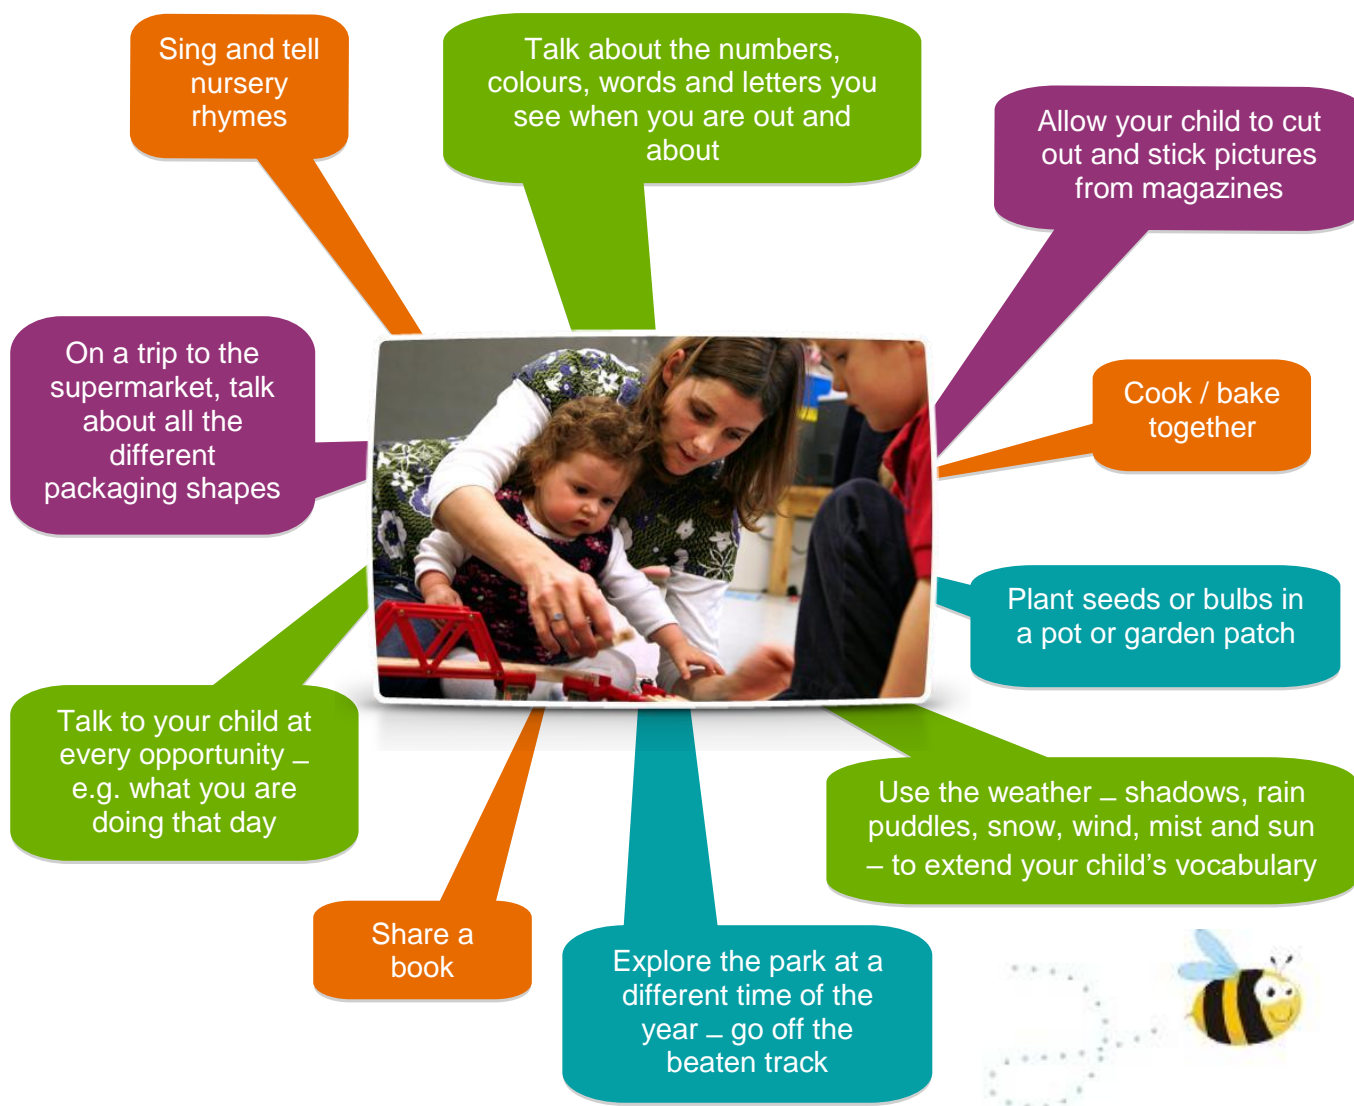 Sing and tell
nursery
rhymes
Talk about the numbers,
colours, words and letters you
see when you are out and
about
Allow your child to cut
out and stick pictures
from magazines
On a trip to the
supermarket, talk
about all the
different
packaging shapes
Cook / bake
together
Plant seeds or bulbs in
a pot or garden patch
Talk to your child at
every opportunity –
e.g. what you are
doing that day
Use the weather – shadows, rain
puddles, snow, wind, mist and sun
– to extend your child’s vocabulary
Share a
book
Explore the park at a
different time of the
year – go off the
beaten track